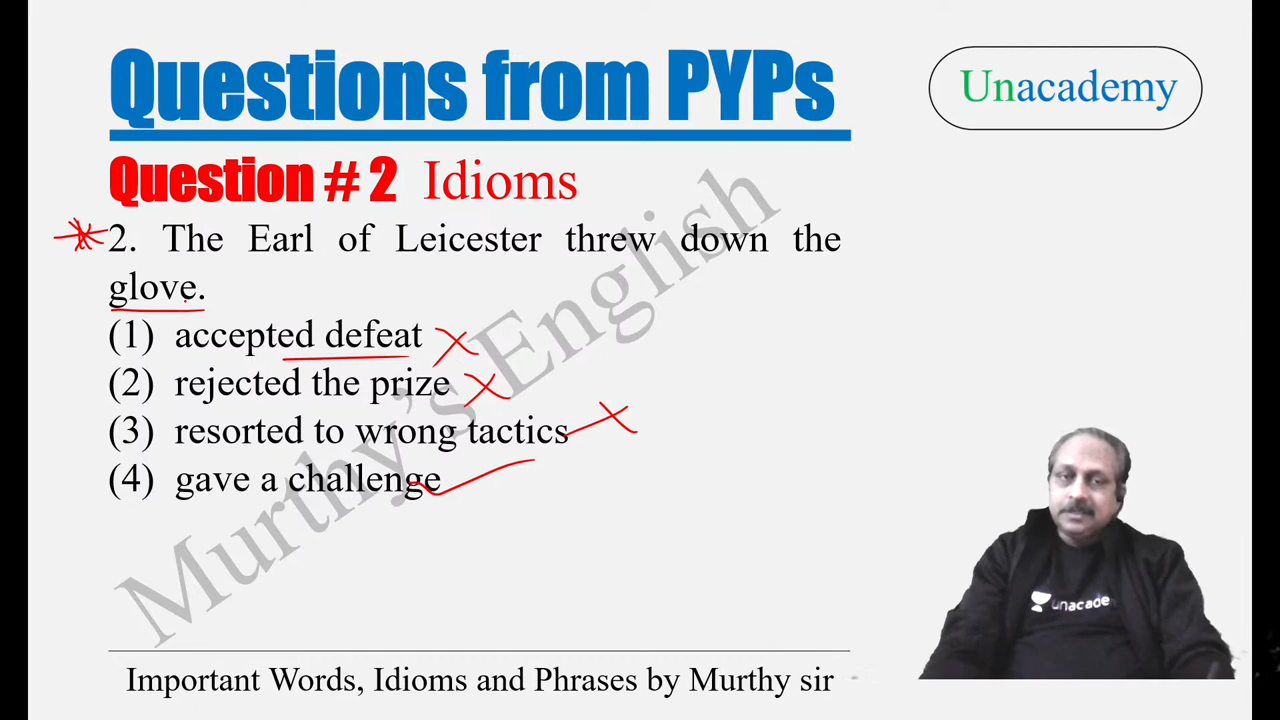 Questions from PYPs
Unacademy
Question # 2 Idioms
2. The Earl of Leicester threw down the
glove.
(1) accepted defeat
(2) rejected the prize
(3) resorted to wrong tactics
(4) gave a challenge
Murthy's English
unacade
Important Words, Idioms and Phrases by Murthy sir